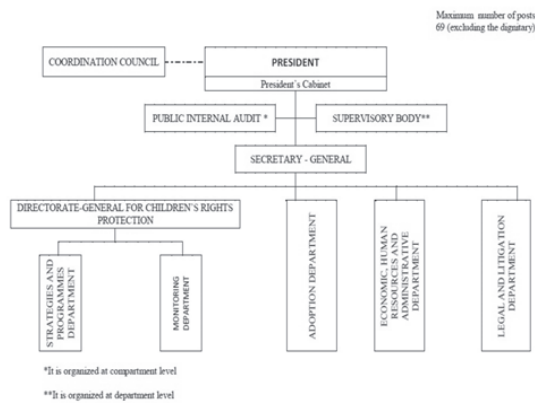 Maximum number of posts
69 (excluding the dignitary)
COORDINATION COUNCIL
PRESIDENT
President`s Cabinet
PUBLIC INTERNAL AUDIT *
SUPERVISORY BODY**
SECRETARY - GENERAL
DIRECTORATE-GENERAL FOR CHILDREN`S RIGHTS
PROTECTION
STRATEGIES AND
PROGRAMMES
DEPARTMENT
MONITORING
DEPARTMENT
ADOPTION DEPARTMENT
ECONOMIC, HUMAN
RESOURCES AND
ADMINISTRATIVE
DEPARTMENT
LEGAL AND LITIGATION
DEPARTMENT
*It is organized at compartment level
**It is organized at department level